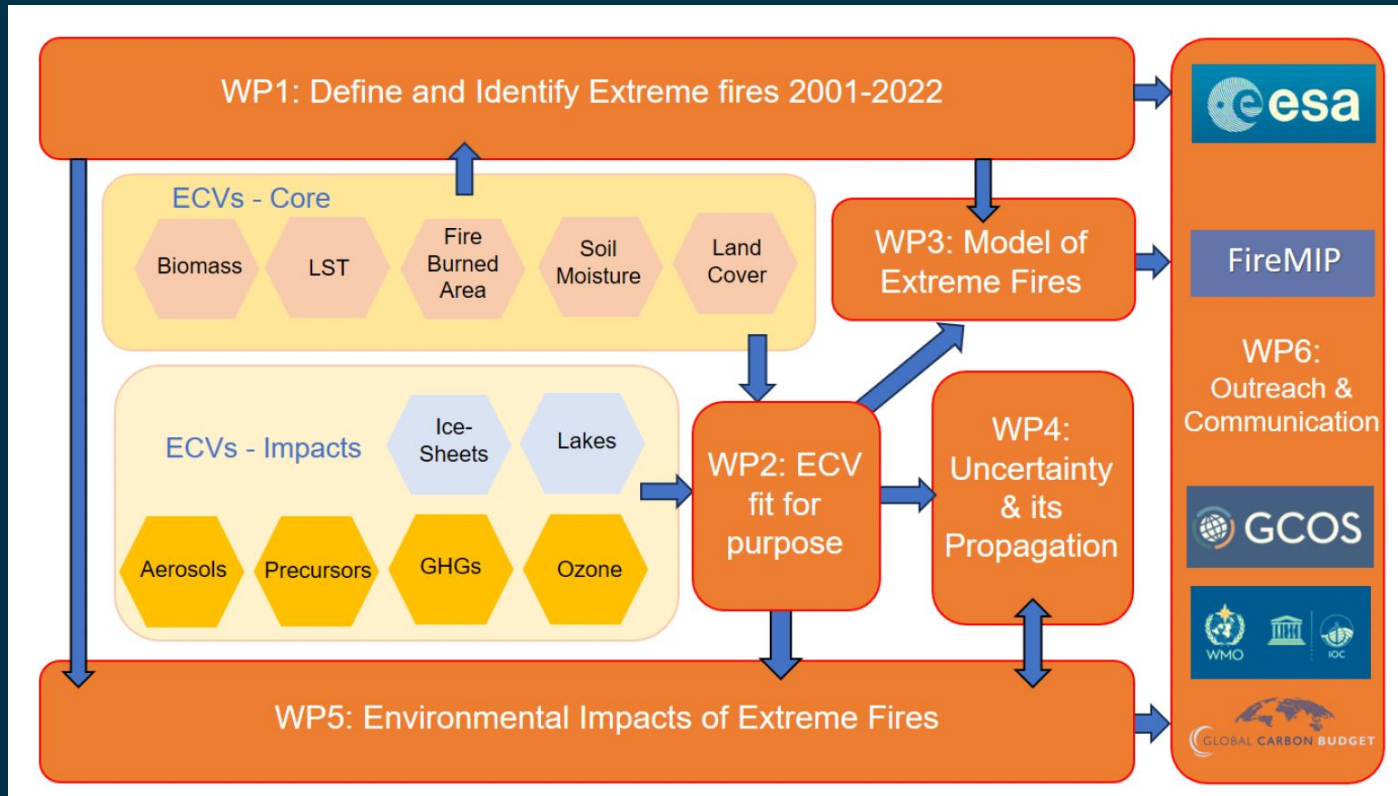 WP1: Define and Identify Extreme fires 2001-2022
esa
ECVs - Core
Biomass
LST
Fire
Burned
Area
Soil
Moisture
Land
Cover
WP3: Model of
Extreme Fires
FireMIP
WP6:
Outreach &
Communication
ECVs - Impacts
Ice-
Sheets
Lakes
Aerosols
Precursors
GHGs
Ozone
WP2: ECV
fit for
purpose
WP4:
Uncertainty
& its
Propagation
GCOS
WMO
IOC
WP5: Environmental Impacts of Extreme Fires
GLOBAL CARBON BUDGET